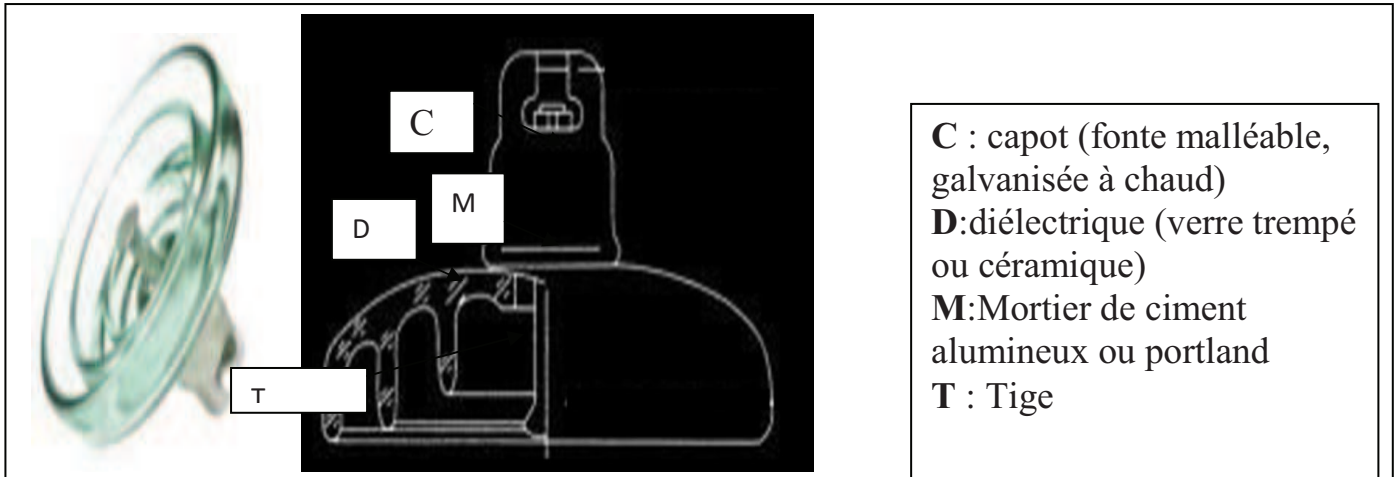 C
M
D
T
C : capot (fonte malléable,
galvanisée à chaud)
D:diélectrique (verre trempé
ou céramique)
M:Mortier de ciment
alumineux ou portland
T : Tige